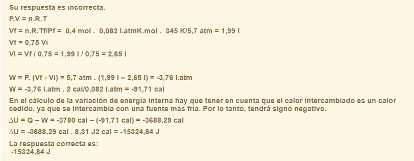 Su respuesta es incorrecta.
P.V = n.R.T
Vf = n.R.Tf/Pf = 0,4 mol . 0,082 l.atm/K.mol . 345 K/5,7 atm = 1,99 l
Vf = 0,75 Vi
Vi = Vf / 0,75 = 1,99 l / 0,75 = 2,65 l
W = P. (Vf - Vi) = 5,7 atm . (1,99 l – 2,65 l) = -3,76 l.atm
W = -3,76 l.atm . 2 cal/0,082 l.atm = -91,71 cal
En el cálculo de la variación de energía interna hay que tener en cuenta que el calor intercambiado es un calor
cedido, ya que se intercambia con una fuente más fría. Por lo tanto, tendrá signo negativo.
ΔU = Q – W = -3780 cal – (-91,71 cal) = -3688,29 cal
ΔU = -3688,29 cal . 8,31 J/2 cal = -15324,84 J
La respuesta correcta es:
-15324,84 J